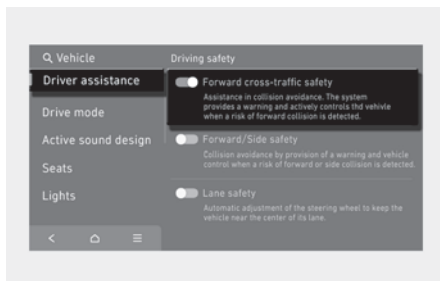 Vehicle
Driving safety
Driver assistance
Drive mode
Active sound design
Seats
Lights
Forward cross-traffic safety
Assistance in collision avoidance. The system
provides a warning and actively controls thd vehivle
when a risk of forward collision is detected.
Forward/Side safety
Collision avoidance by provision of a warning and vehicle
control when a risk of forward or side collision is detected.
Lane safety
Automatic adjustment of the steering wheel to keep the
vehicle near the center of its lane.